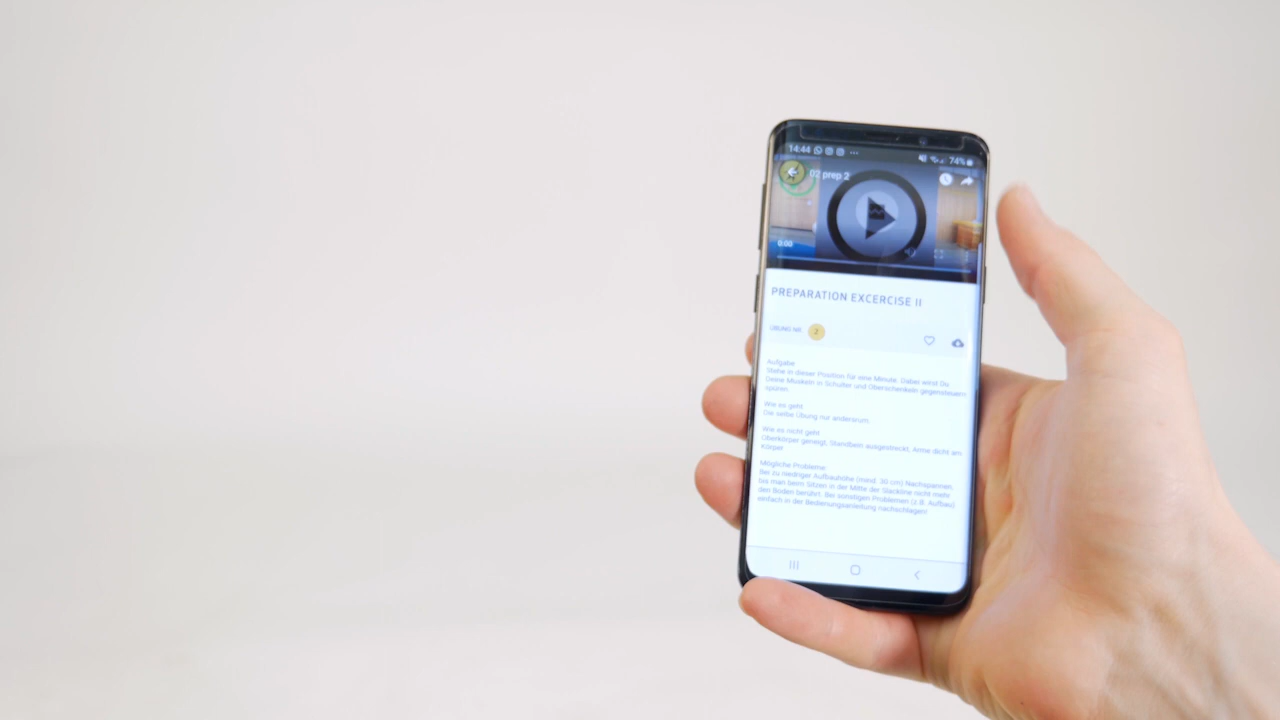 14:44 ... 74%
02 prep 2
0:00
PREPARATION EXCERCISE II
ÜBUNG NR. 2
Aufgabe
Stehe in dieser Position für eine Minute. Dabei wirst Du
Deine Muskeln in Schulter und Oberschenkeln gegensteuern
spüren.
Wie es geht
Die selbe Übung nur andersrum.
Wie es nicht geht
Oberkörper geneigt, Standbein ausgestreckt, Arme dicht am
Körper
Mögliche Probleme:
Bei zu niedriger Aufbauhöhe (mind. 30 cm) Nachspannen,
bis man beim Sitzen in der Mitte der Slackline nicht mehr
den Boden berührt. Bei sonstigen Problemen (z.B. Aufbau)
einfach in der Bedienungsanleitung nachschlagen!